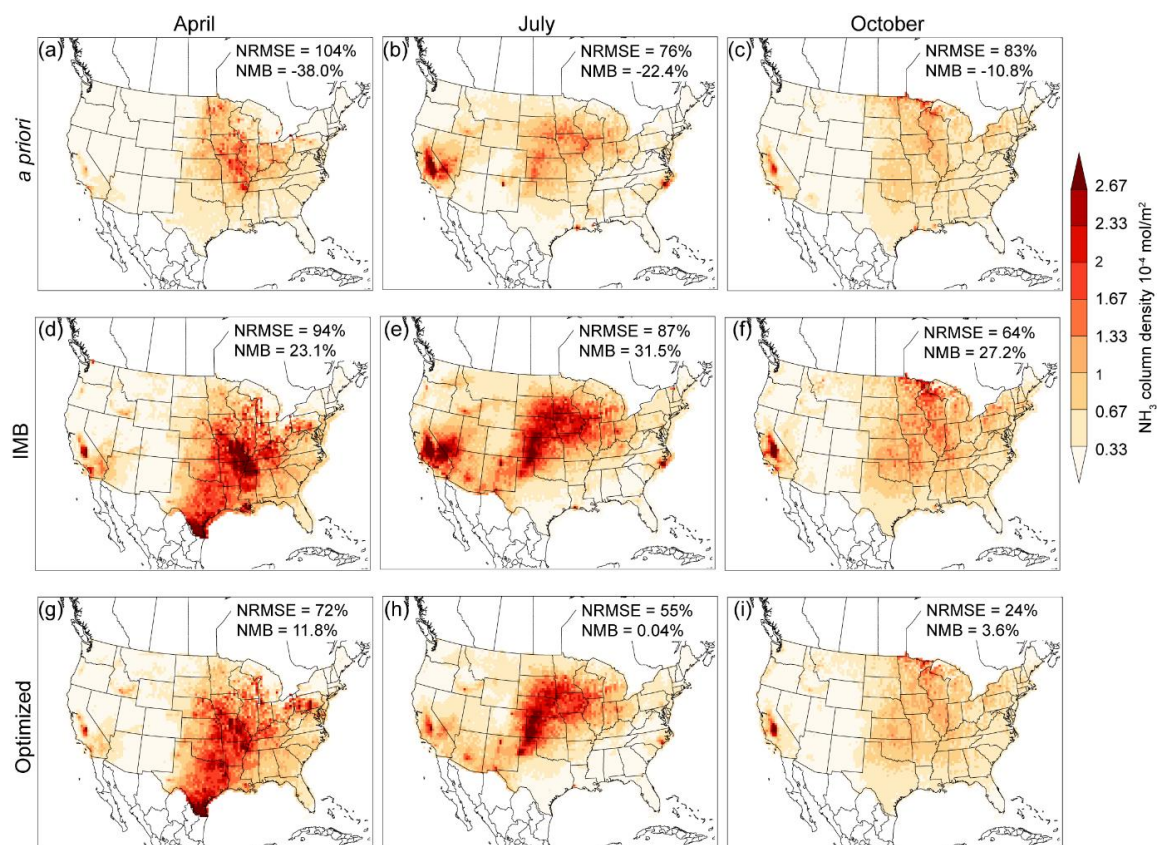 April
July
October
a priori
(a)
NRMSE = 104%
NMB = -38.0%
(b)
NRMSE = 76%
NMB = -22.4%
(c)
NRMSE = 83%
NMB = -10.8%
IMB
(d)
NRMSE = 94%
NMB = 23.1%
(e)
NRMSE = 87%
NMB = 31.5%
(f)
NRMSE = 64%
NMB = 27.2%
Optimized
(g)
NRMSE = 72%
NMB = 11.8%
(h)
NRMSE = 55%
NMB = 0.04%
(i)
NRMSE = 24%
NMB = 3.6%
2.67
2.33
2
1.67
1.33
1
0.67
0.33
NH₃ column density 10⁻⁴ mol/m²